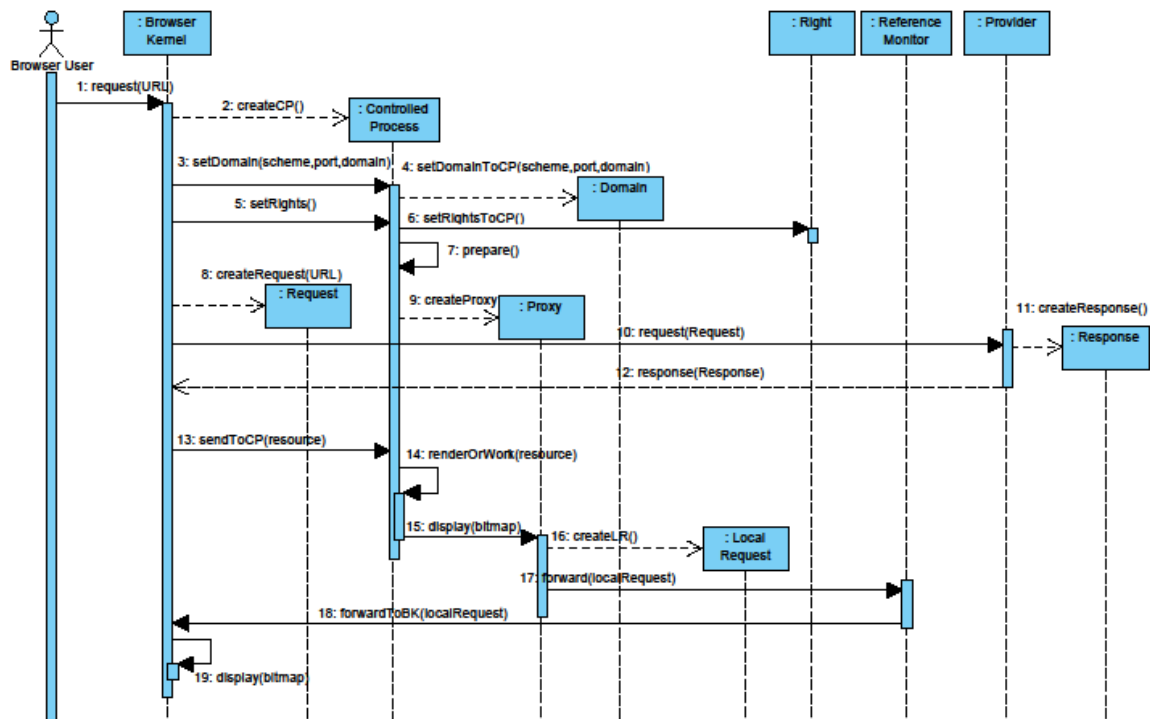 : Browser
Kernel
: Right
: Reference
Monitor
: Provider
Browser User
1: request(URL)
2: createCP()
: Controlled
Process
3: setDomain(scheme,port,domain)
4: setDomainToCP(scheme,port,domain)
: Domain
5: setRights()
6: setRightsToCP()
7: prepare()
8: createRequest(URL)
: Request
9: createProxy
: Proxy
11: createResponse()
10: request(Request)
: Response
12: response(Response)
13: sendToCP(resource)
14: renderOrWork(resource)
15: display(bitmap)
16: createLR()
: Local
Request
17: forward(localRequest)
18: forwardToBK(localRequest)
19: display(bitmap)